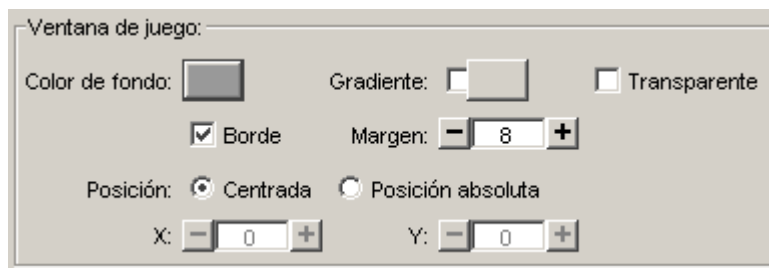 Ventana de juego:
Color de fondo: Gradiente: Transparente
Borde Margen: - 8 +
Posición: Centrada Posición absoluta
X: - 0 + Y: - 0 +